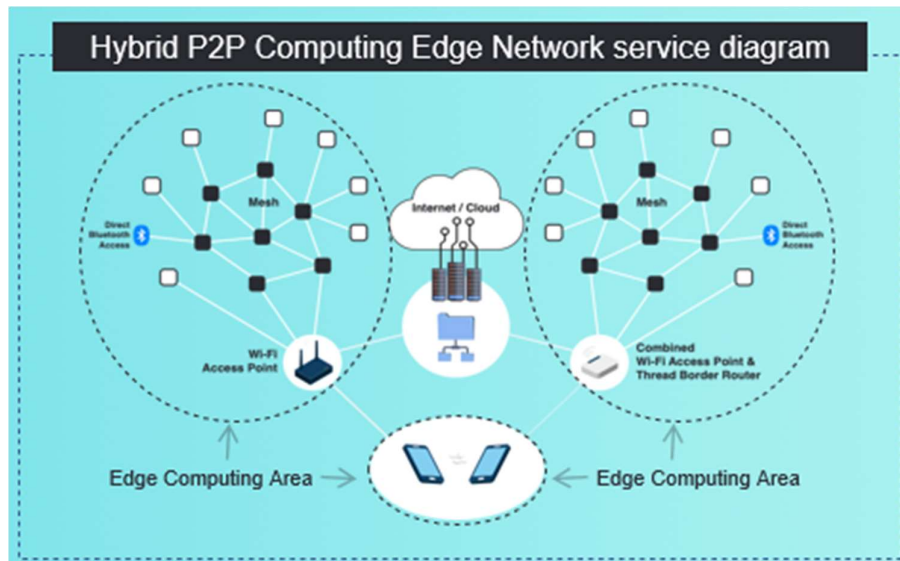 Hybrid P2P Computing Edge Network service diagram
Mesh
Direct
Bluetooth
Access
Wi-Fi
Access Point
Internet / Cloud
Mesh
Direct
Bluetooth
Access
Combined
Wi-Fi Access Point &
Thread Border Router
Edge Computing Area
Edge Computing Area